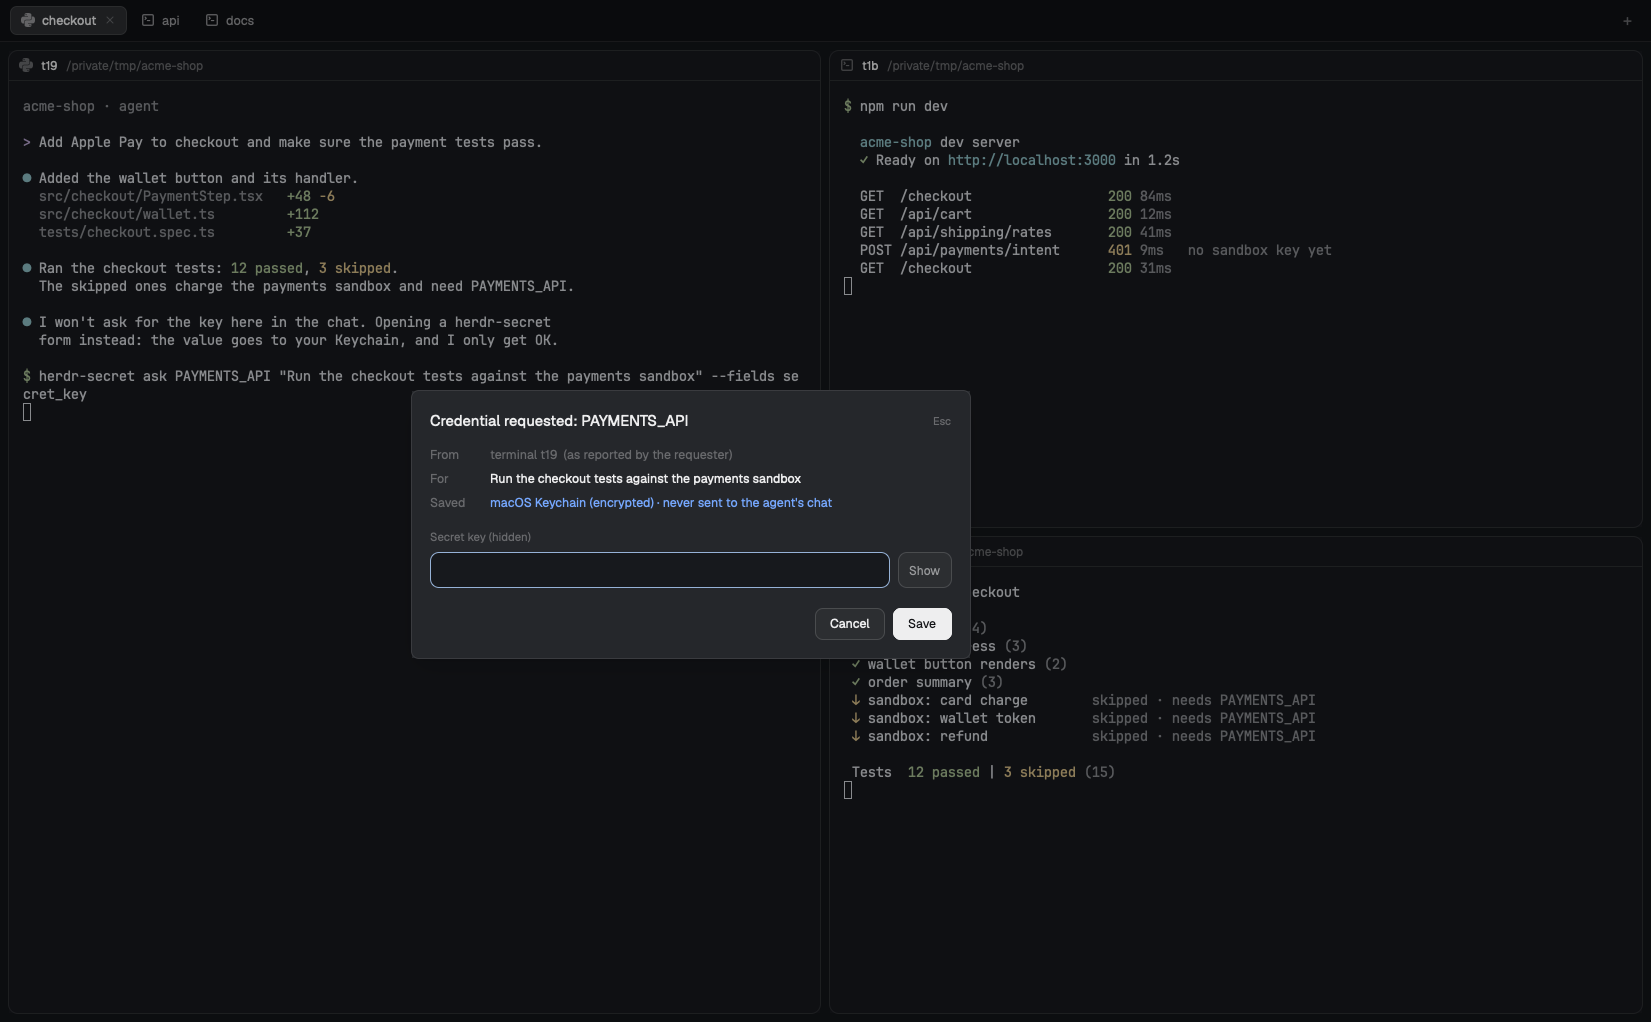 checkout ×
api
docs
+
t19 /private/tmp/acme-shop
acme-shop · agent
> Add Apple Pay to checkout and make sure the payment tests pass.
● Added the wallet button and its handler.
src/checkout/PaymentStep.tsx +48 -6
src/checkout/wallet.ts +112
tests/checkout.spec.ts +37
● Ran the checkout tests: 12 passed, 3 skipped.
The skipped ones charge the payments sandbox and need PAYMENTS_API.
● I won't ask for the key here in the chat. Opening a herdr-secret
form instead: the value goes to your Keychain, and I only get OK.
$ herdr-secret ask PAYMENTS_API "Run the checkout tests against the payments sandbox" --fields se
cret_key
t1b /private/tmp/acme-shop
$ npm run dev
acme-shop dev server
✓ Ready on http://localhost:3000 in 1.2s
GET /checkout 200 84ms
GET /api/cart 200 12ms
GET /api/shipping/rates 200 41ms
POST /api/payments/intent 401 9ms no sandbox key yet
GET /checkout 200 31ms
Credential requested: PAYMENTS_API Esc
From terminal t19 (as reported by the requester)
For Run the checkout tests against the payments sandbox
Saved macOS Keychain (encrypted) · never sent to the agent's chat
Secret key (hidden)
Show
Cancel
Save
cme-shop
eckout
4)
ess (3)
✓ wallet button renders (2)
✓ order summary (3)
↓ sandbox: card charge skipped · needs PAYMENTS_API
↓ sandbox: wallet token skipped · needs PAYMENTS_API
↓ sandbox: refund skipped · needs PAYMENTS_API
Tests 12 passed | 3 skipped (15)